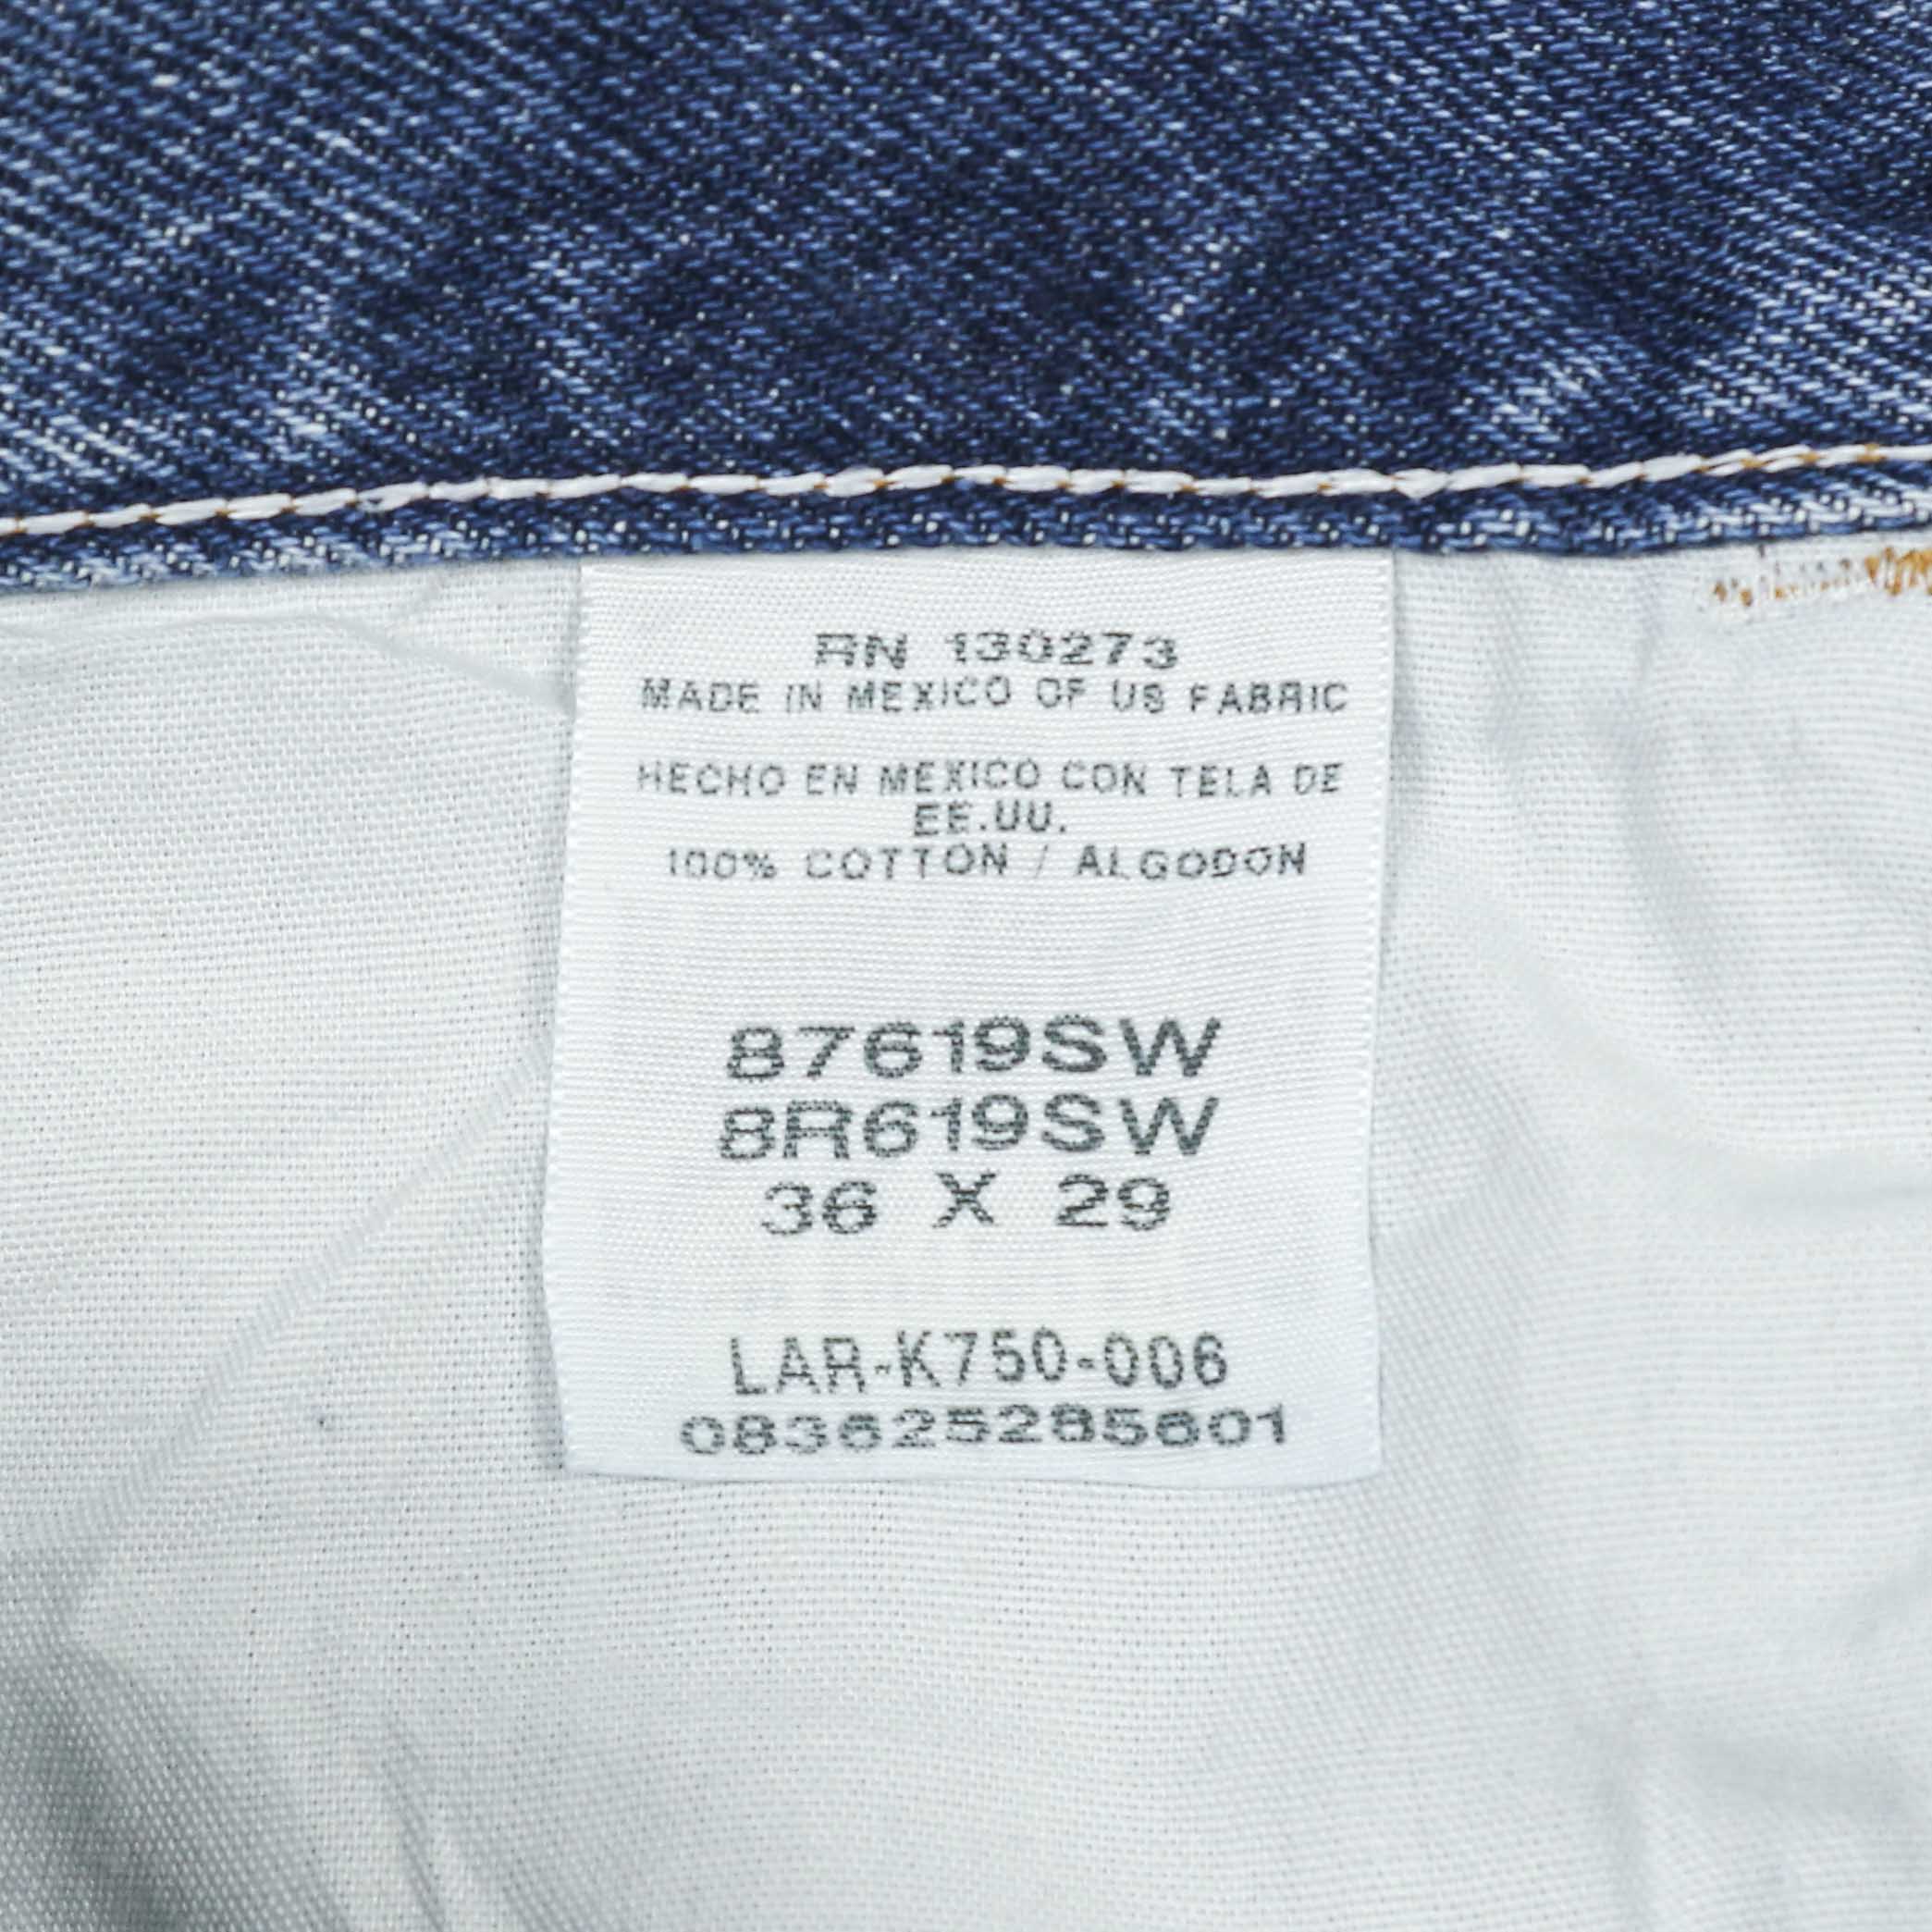 RN 130273
MADE IN MEXICO OF US FABRIC
HECHO EN MEXICO CON TELA DE
EE.UU.
100% COTTON / ALGODON
87619SW
8R619SW
36 X 29
LAR-K750-006
083625285601